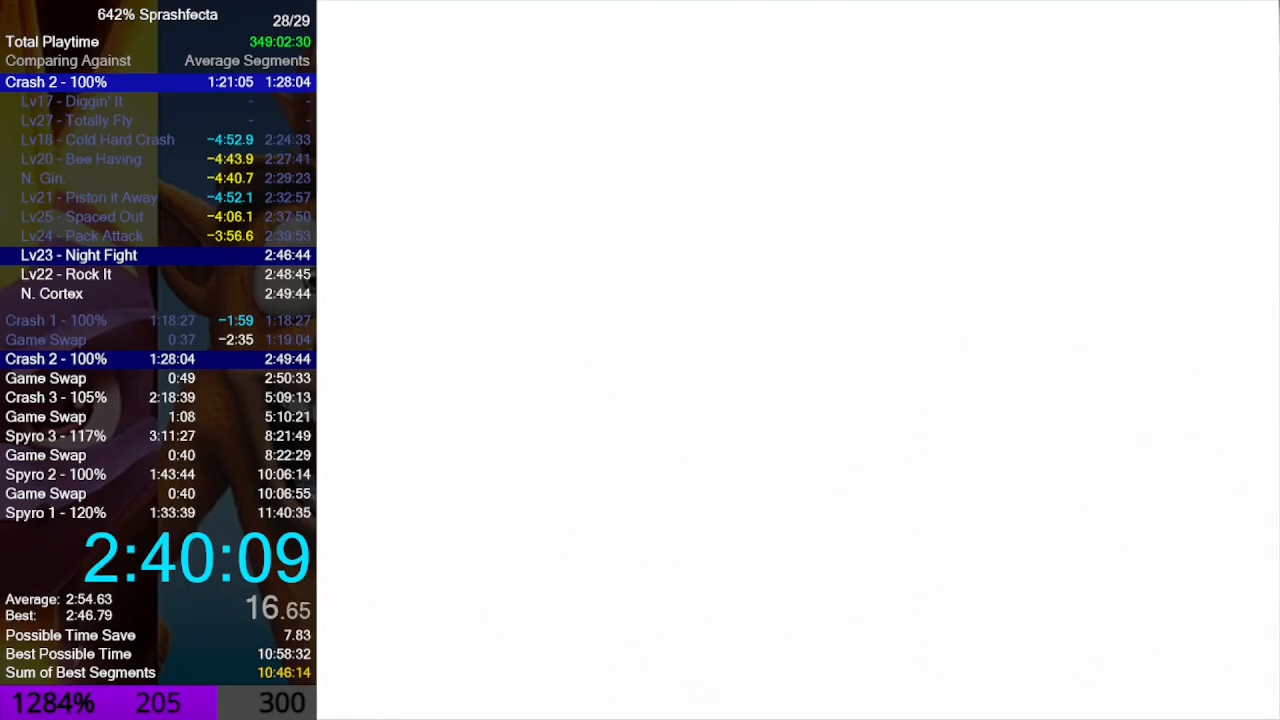 642% Sprashfecta
28/29
Total Playtime 349:02:30
Comparing Against Average Segments
Crash 2 - 100% 1:21:05 1:28:04
Lv17 - Diggin' It - -
Lv27 - Totally Fly - -
Lv18 - Cold Hard Crash −4:52.9 2:24:33
Lv20 - Bee Having −4:43.9 2:27:41
N. Gin. −4:40.7 2:29:23
Lv21 - Piston it Away −4:52.1 2:32:57
Lv25 - Spaced Out −4:06.1 2:37:50
Lv24 - Pack Attack −3:56.6 2:39:53
Lv23 - Night Fight 2:46:44
Lv22 - Rock It 2:48:45
N. Cortex 2:49:44
Crash 1 - 100% 1:18:27 −1:59 1:18:27
Game Swap 0:37 −2:35 1:19:04
Crash 2 - 100% 1:28:04 2:49:44
Game Swap 0:49 2:50:33
Crash 3 - 105% 2:18:39 5:09:13
Game Swap 1:08 5:10:21
Spyro 3 - 117% 3:11:27 8:21:49
Game Swap 0:40 8:22:29
Spyro 2 - 100% 1:43:44 10:06:14
Game Swap 0:40 10:06:55
Spyro 1 - 120% 1:33:39 11:40:35
2:40:09
Average: 2:54.63
Best: 2:46.79
16.65
Possible Time Save 7.83
Best Possible Time 10:58:32
Sum of Best Segments 10:46:14
1284% 205 300